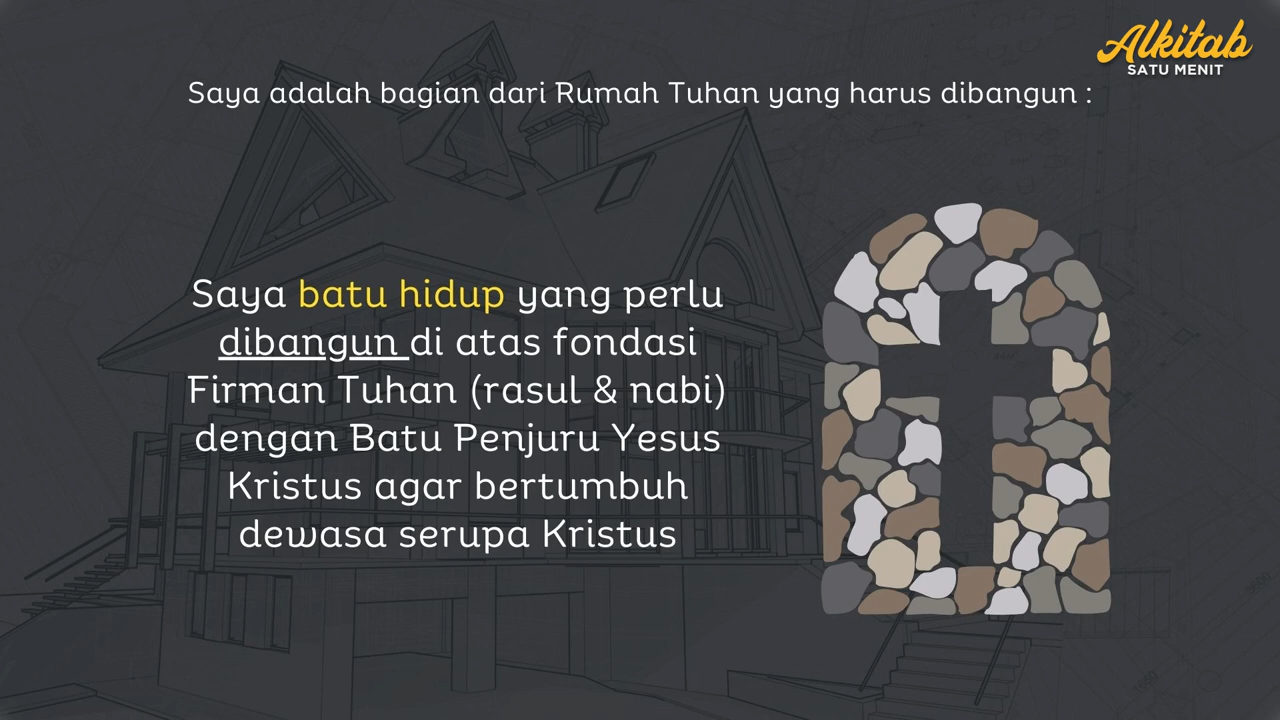 Alkitab
SATU MENIT
Saya adalah bagian dari Rumah Tuhan yang harus dibangun :
Saya batu hidup yang perlu
dibangun di atas fondasi
Firman Tuhan (rasul & nabi)
dengan Batu Penjuru Yesus
Kristus agar bertumbuh
dewasa serupa Kristus